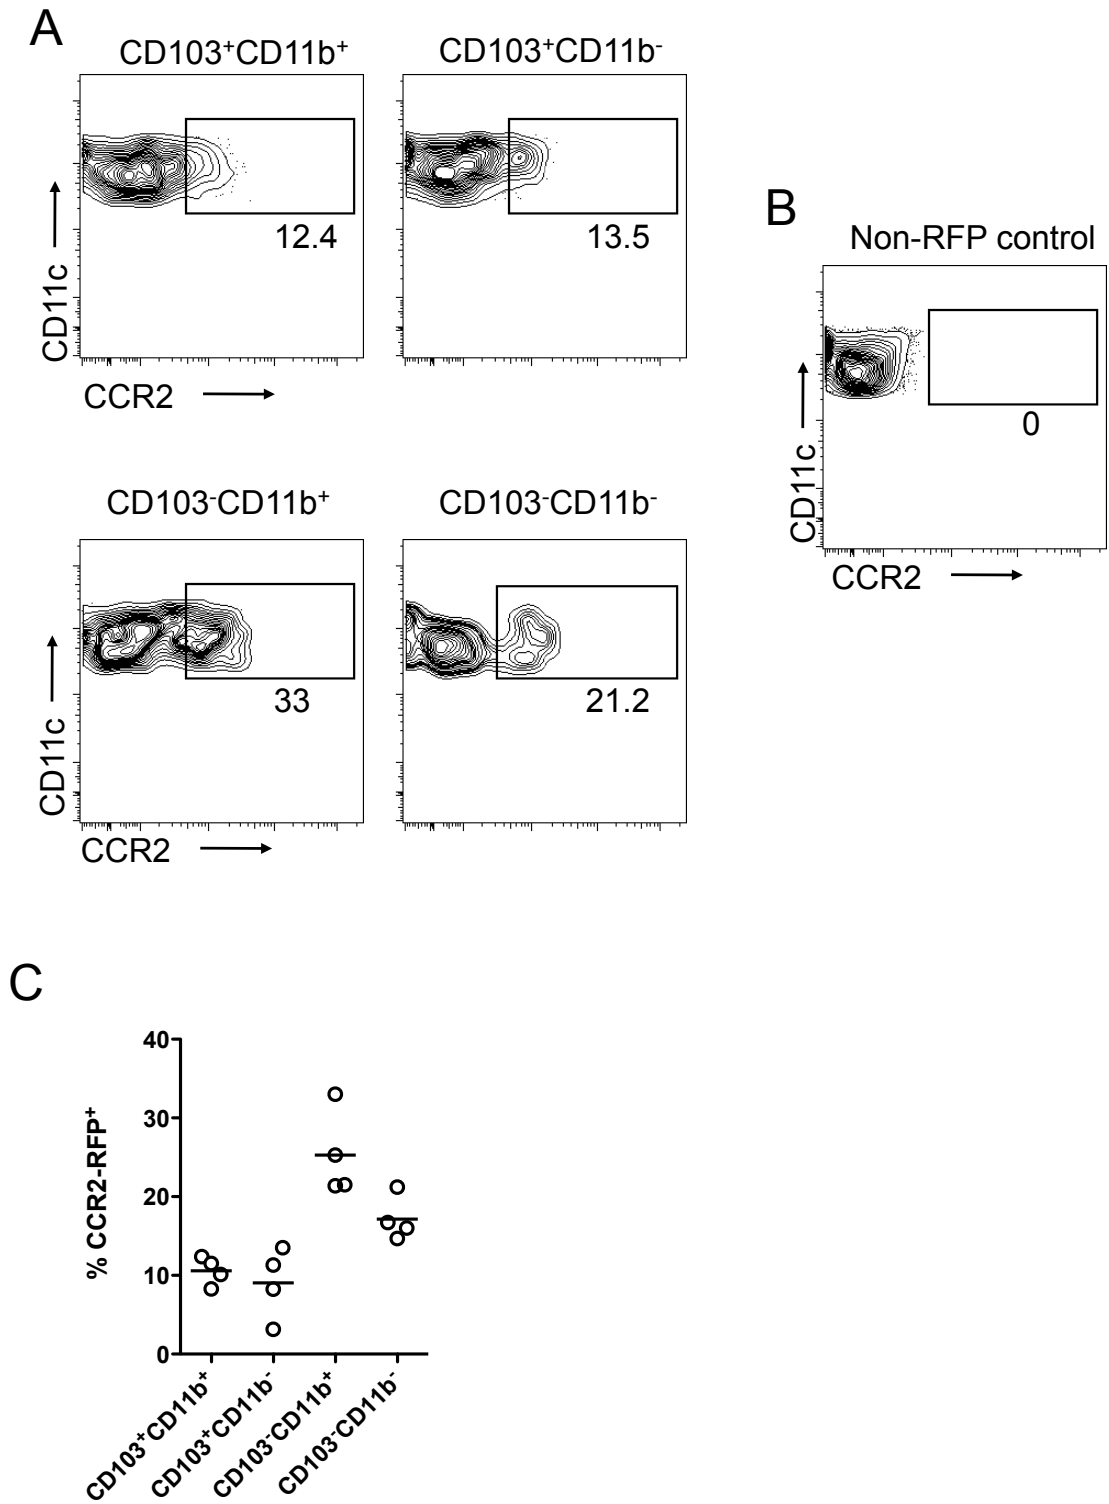 A
CD103⁺CD11b⁺
CD103⁺CD11b⁻
12.4
13.5
CD11c
CCR2
B
Non-RFP control
0
CD11c
CCR2
CD103⁻CD11b⁺
CD103⁻CD11b⁻
33
21.2
CD11c
CCR2
C
40
30
20
10
0
% CCR2-RFP⁺
CD103⁺CD11b⁺
CD103⁺CD11b⁻
CD103⁻CD11b⁺
CD103⁻CD11b⁻